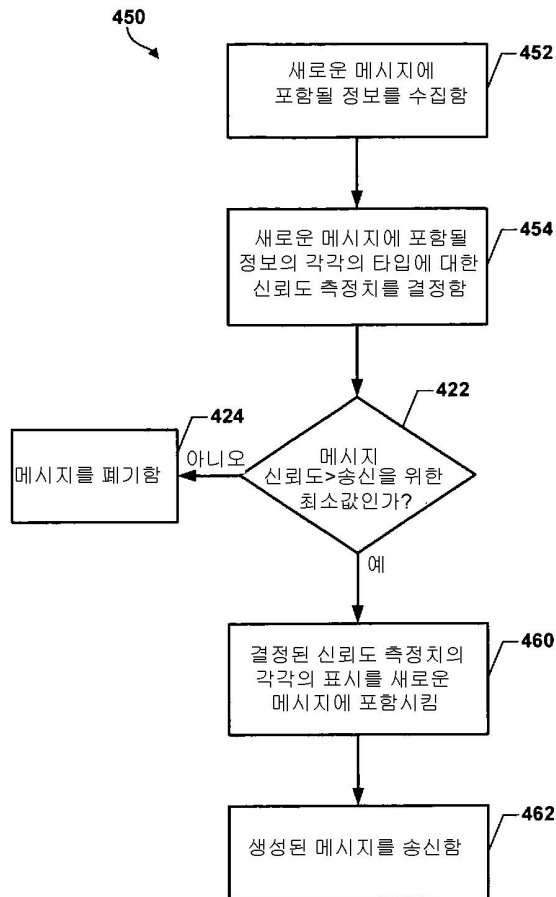 450
452
새로운 메시지에
포함될 정보를 수집함
454
새로운 메시지에 포함될
정보의 각각의 타입에 대한
신뢰도 측정치를 결정함
422
메시지
신뢰도>송신을 위한
최소값인가?
아니오
424
메시지를 폐기함
예
460
결정된 신뢰도 측정치의
각각의 표시를 새로운
메시지에 포함시킴
462
생성된 메시지를 송신함